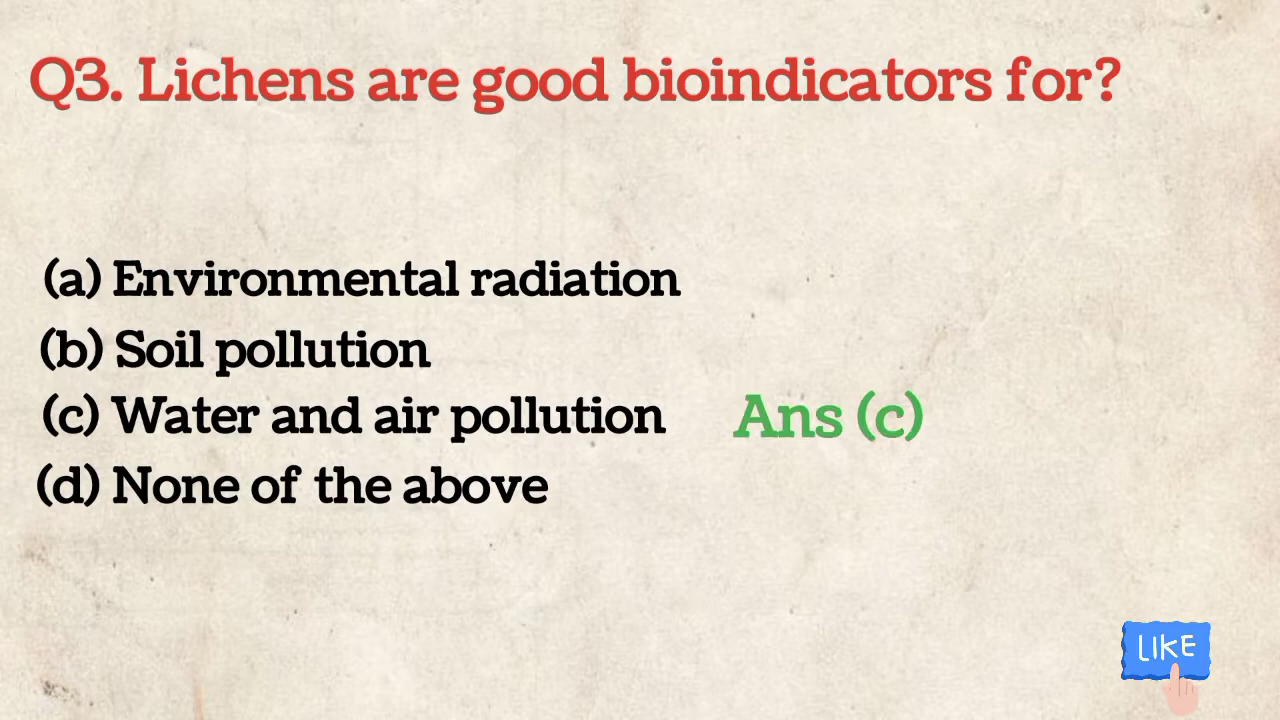 Q3. Lichens are good bioindicators for?
(a) Environmental radiation
(b) Soil pollution
(c) Water and air pollution Ans (c)
(d) None of the above
LIKE